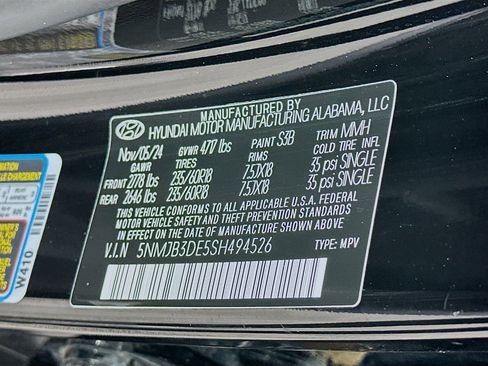 MANUFACTURED BY
HYUNDAI MOTOR MANUFACTURING ALABAMA, LLC
Nov/05/24 GVWR 4717 lbs PAINT S3B TRIM MMH
GAWR TIRES RIMS COLD TIRE INFL
FRONT 2778 lbs 235/60R18 7.5JX18 35 psi SINGLE
REAR 2646 lbs 235/60R18 7.5JX18 35 psi SINGLE
THIS VEHICLE CONFORMS TO ALL APPLICABLE U.S.A. FEDERAL
MOTOR VEHICLE SAFETY AND THEFT PREVENTION STANDARDS
IN EFFECT ON THE DATE OF MANUFACTURE SHOWN ABOVE.
V.I.N 5NMJB3DE5SH494526 TYPE: MPV
W410